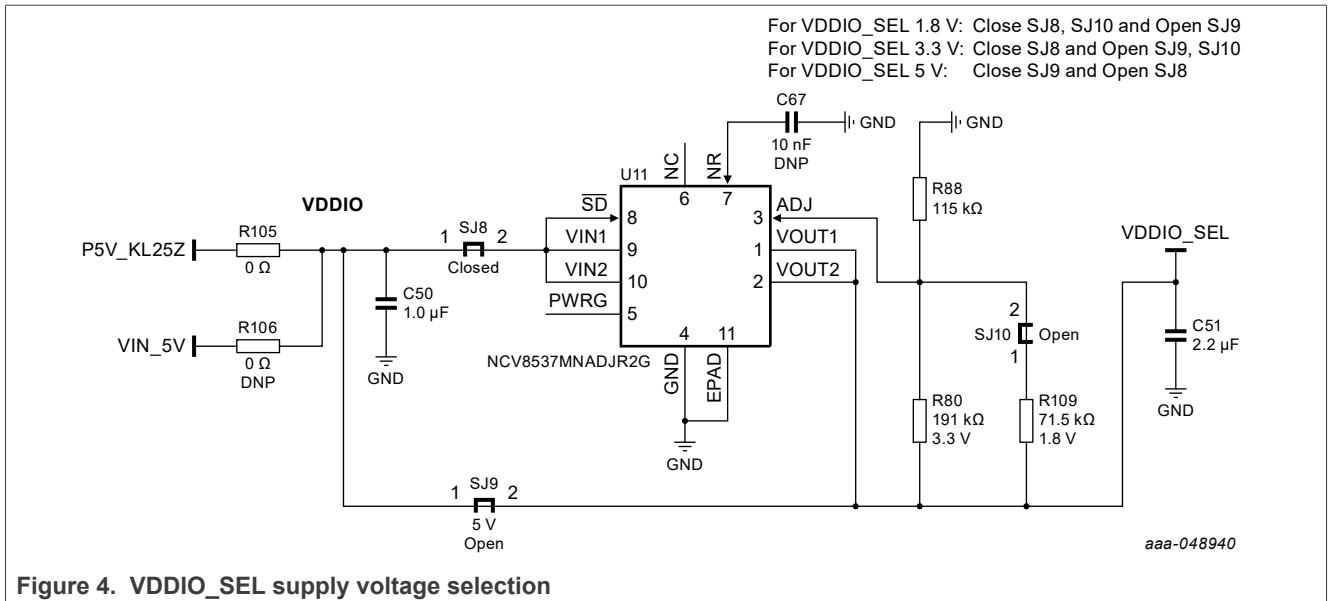 For VDDIO_SEL 1.8 V: Close SJ8, SJ10 and Open SJ9
For VDDIO_SEL 3.3 V: Close SJ8 and Open SJ9, SJ10
For VDDIO_SEL 5 V: Close SJ9 and Open SJ8
C67
GND
10 nF
DNP
GND
U11
NC
6
NR
7
SD
8
VIN1
9
VIN2
10
PWRG
5
ADJ
3
VOUT1
1
VOUT2
2
4
11
GND
EPAD
NCV8537MNADJR2G
GND
VDDIO
P5V_KL25Z
R105
0 Ω
VIN_5V
R106
0 Ω
DNP
C50
1.0 µF
GND
1
SJ8
2
Closed
R88
115 kΩ
VDDIO_SEL
2
SJ10
Open
1
C51
2.2 µF
GND
R80
191 kΩ
3.3 V
R109
71.5 kΩ
1.8 V
1
SJ9
2
5 V
Open
aaa-048940
Figure 4. VDDIO_SEL supply voltage selection